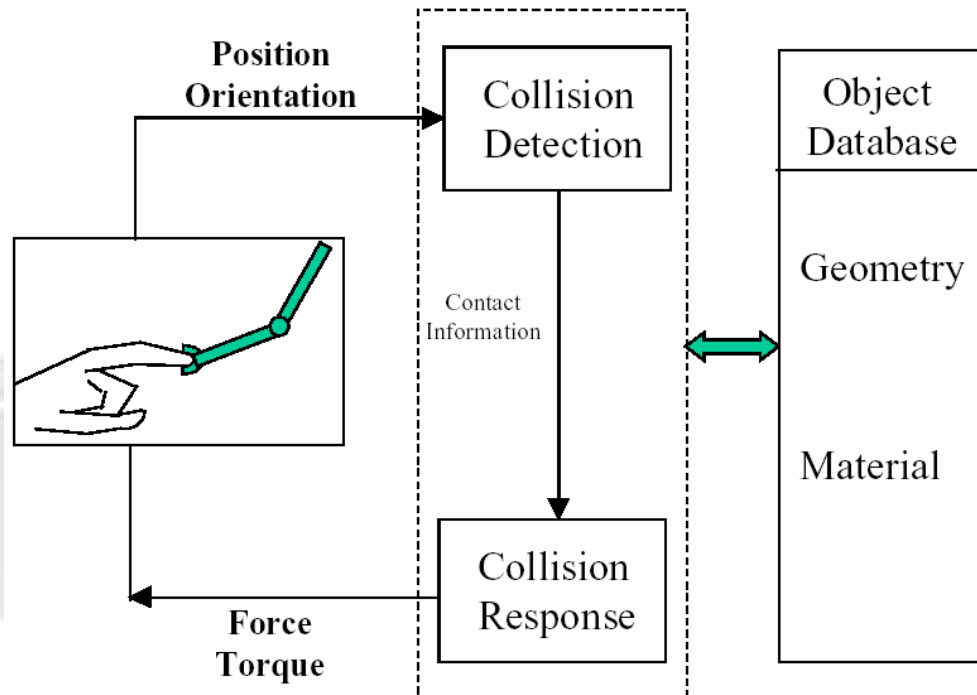 Position
Orientation
Collision
Detection
Object
Database
Geometry
Contact
Information
Material
Collision
Response
Force
Torque